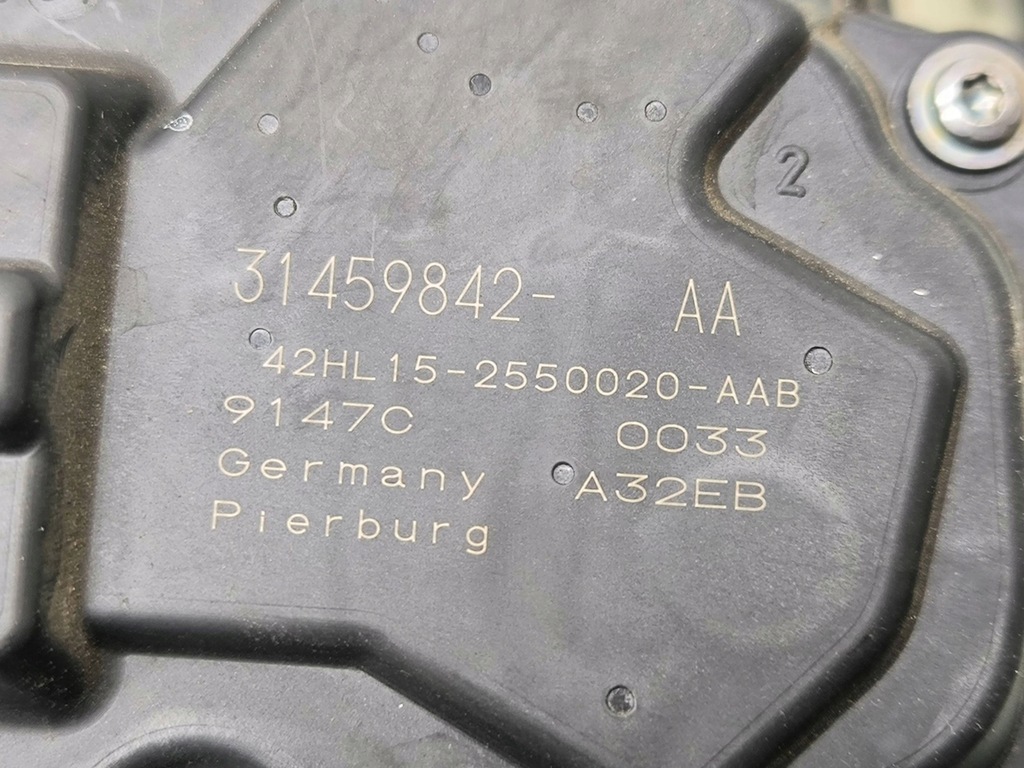 2
31459842- AA
42HL15-2550020-AAB
9147C 0033
Germany A32EB
Pierburg